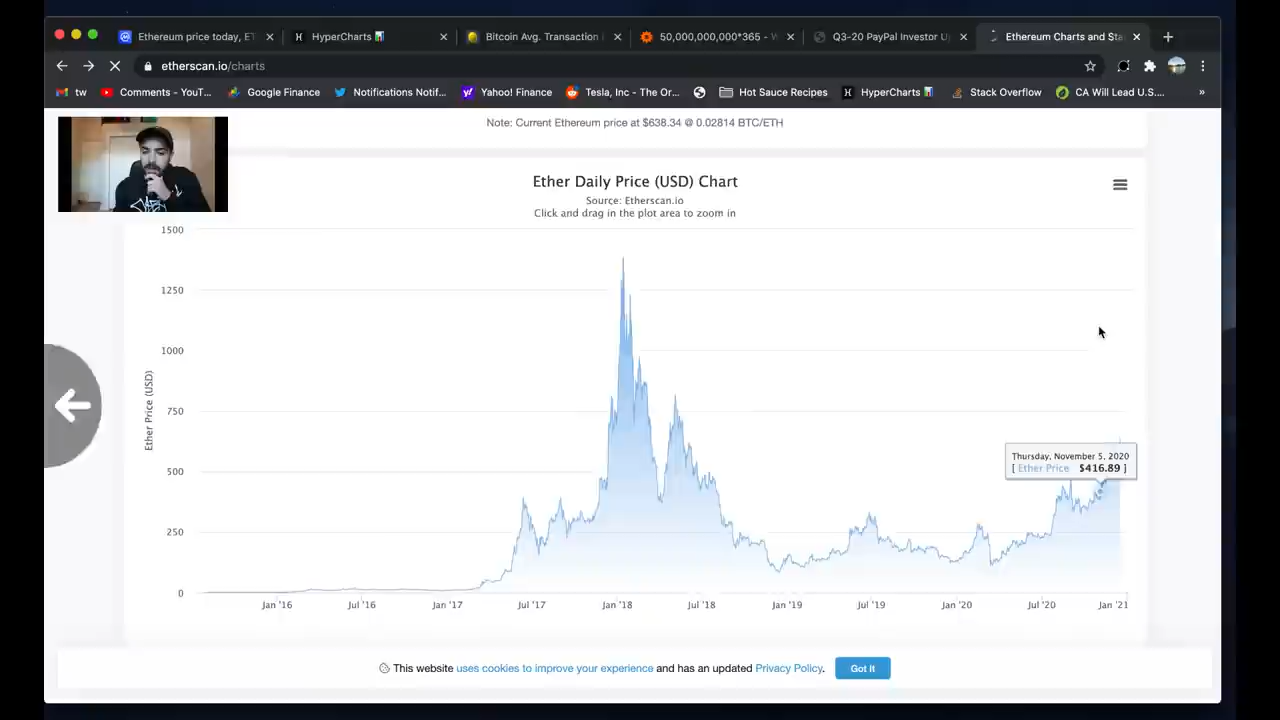 Ethereum price today, ET
HyperCharts
Bitcoin Avg. Transaction
50,000,000,000*365 - W
Q3-20 PayPal Investor U
Ethereum Charts and Sta
etherscan.io/charts
tw
Comments - YouT...
Google Finance
Notifications Notif...
Yahoo! Finance
Tesla, Inc - The Or...
Hot Sauce Recipes
HyperCharts
Stack Overflow
CA Will Lead U.S....
»
Note: Current Ethereum price at $638.34 @ 0.02814 BTC/ETH
Ether Daily Price (USD) Chart
Source: Etherscan.io
Click and drag in the plot area to zoom in
Ether Price (USD)
1500
1250
1000
750
500
250
0
Thursday, November 5, 2020
[ Ether Price $416.89 ]
Jan '16
Jul '16
Jan '17
Jul '17
Jan '18
Jul '18
Jan '19
Jul '19
Jan '20
Jul '20
Jan '21
This website uses cookies to improve your experience and has an updated Privacy Policy.
Got It